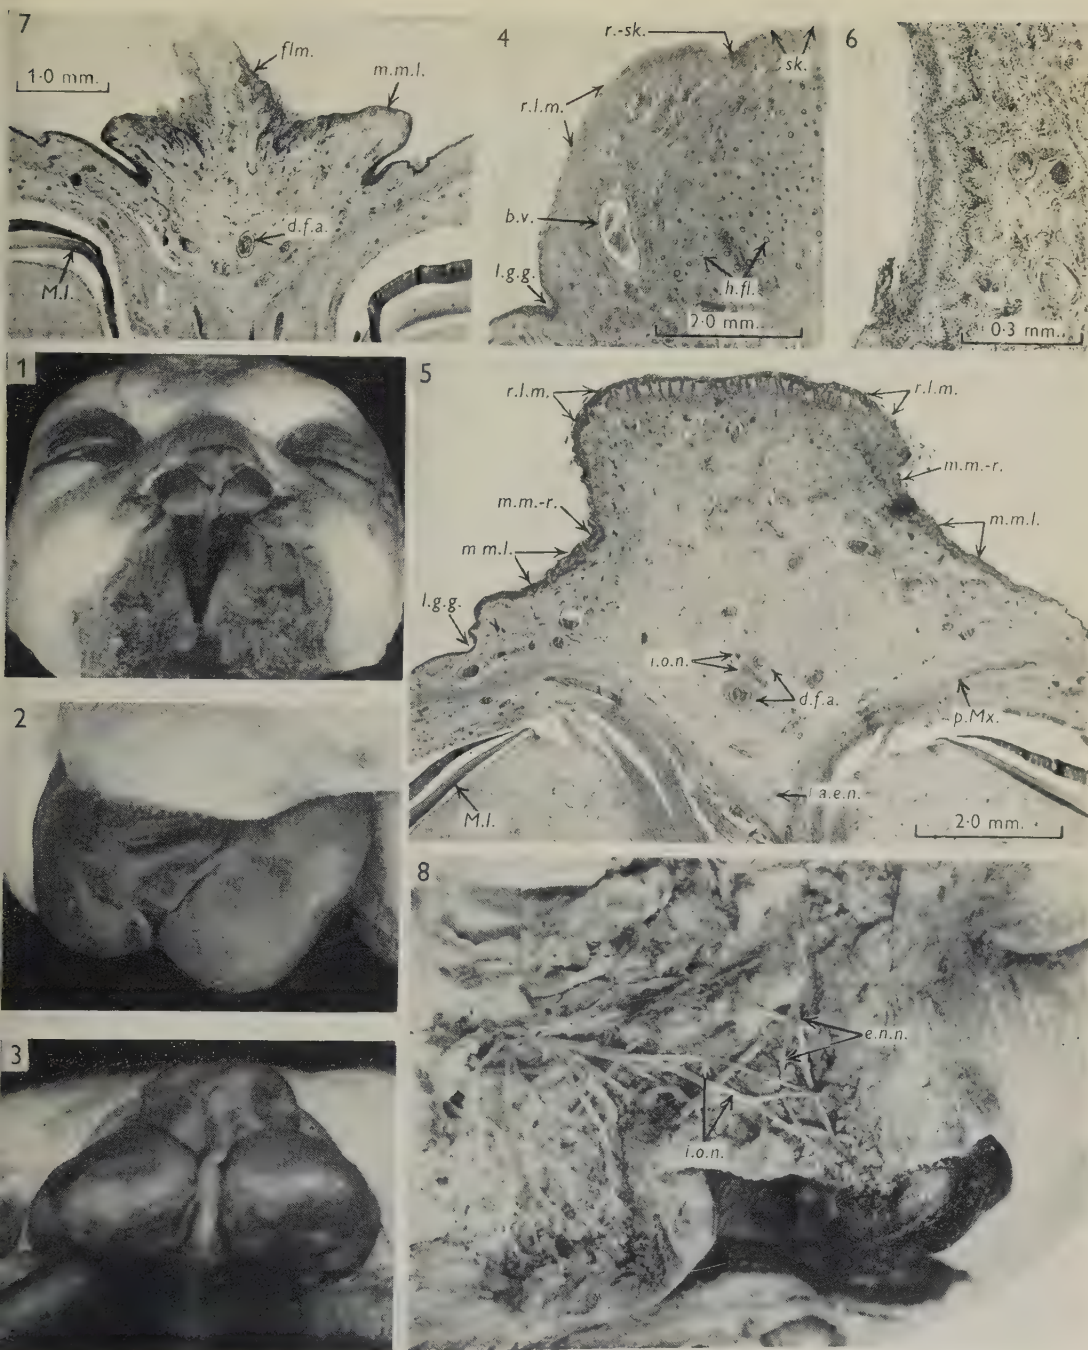 7
1·0 mm.
flm.
m.m.l.
d.f.a.
M.l.
4
r.-sk.
sk.
r.l.m.
b.v.
l.g.g.
h.fl.
2·0 mm.
6
0·3 mm.
1
2
3
5
r.l.m.
r.l.m.
m.m.-r.
m.m.-r.
m.m.l.
m.m.l.
l.g.g.
i.o.n.
d.f.a.
p.Mx.
a.e.n.
M.l.
2·0 mm.
8
e.n.n.
i.o.n.